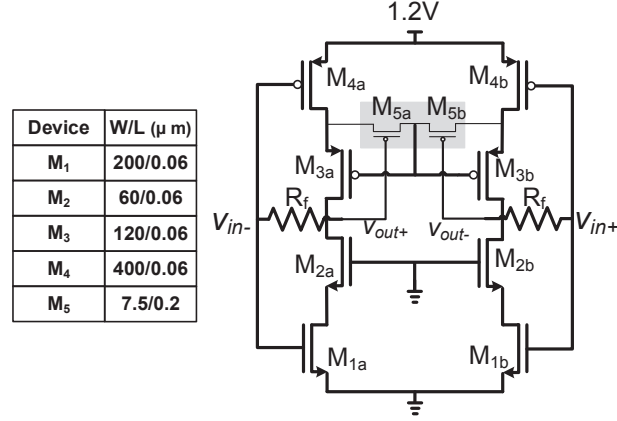 1.2V
M4a
M4b
M5a M5b
Device W/L (μ m)
M1 200/0.06
M2 60/0.06
M3 120/0.06
M4 400/0.06
M5 7.5/0.2
M3a
M3b
Rf
Rf
Vin-
Vout+
Vout-
Vin+
M2a
M2b
M1a
M1b